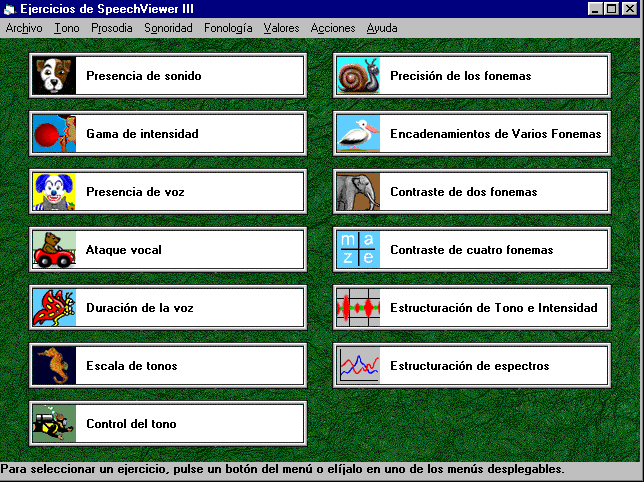 Ejercicios de SpeechViewer III
Archivo Tono Prosodia Sonoridad Fonología Valores Acciones Ayuda
Presencia de sonido
Gama de intensidad
Presencia de voz
Ataque vocal
Duración de la voz
Escala de tonos
Control del tono
Precisión de los fonemas
Encadenamientos de Varios Fonemas
Contraste de dos fonemas
m a
z e
Contraste de cuatro fonemas
Estructuración de Tono e Intensidad
Estructuración de espectros
Para seleccionar un ejercicio, pulse un botón del menú o elíjalo en uno de los menús desplegables.